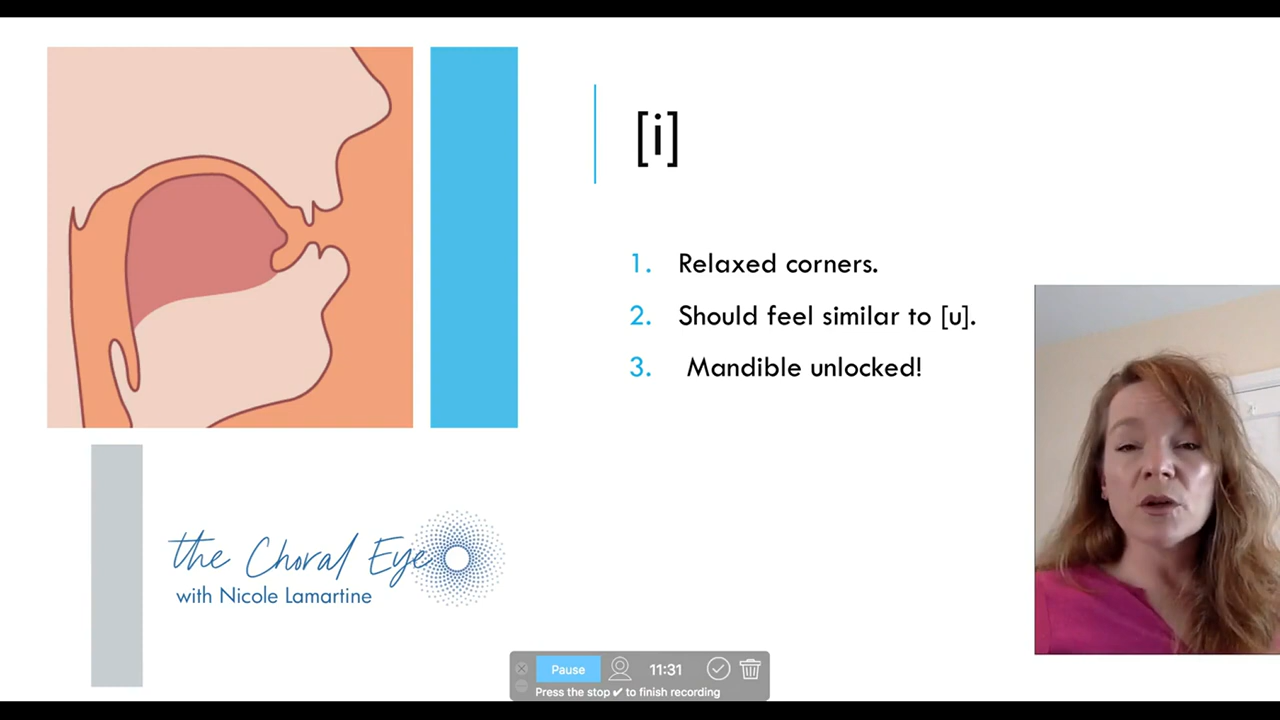 [i]
1. Relaxed corners.
2. Should feel similar to [u].
3. Mandible unlocked!
the Choral Eye
with Nicole Lamartine
Pause
11:31
Press the stop ✔ to finish recording